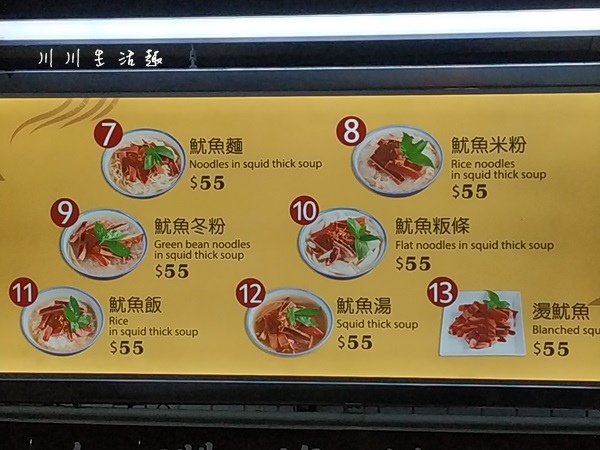 川川生活趣
7
魷魚麵
Noodles in squid thick soup
$55
8
魷魚米粉
Rice noodles
in squid thick soup
$55
9
魷魚冬粉
Green bean noodles
in squid thick soup
$55
10
魷魚粄條
Flat noodles in squid thick soup
$55
11
魷魚飯
Rice
in squid thick soup
$55
12
魷魚湯
Squid thick soup
$55
13
燙魷魚
Blanched squ
$55